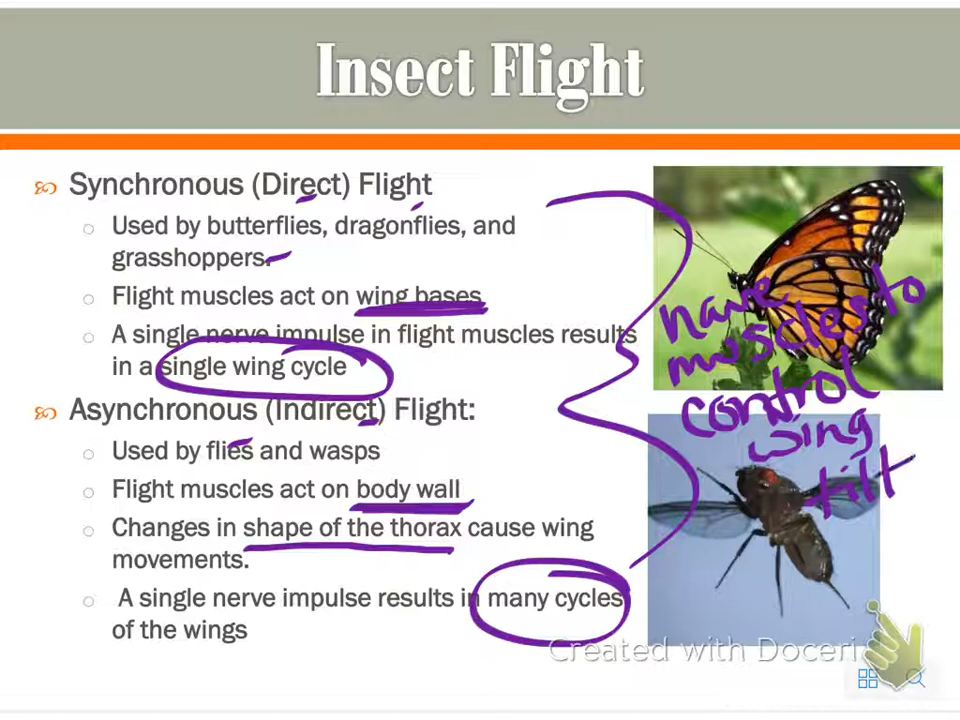 Insect Flight
Synchronous (Direct) Flight
Used by butterflies, dragonflies, and
grasshoppers.
Flight muscles act on wing bases
A single nerve impulse in flight muscles results
in a single wing cycle
Asynchronous (Indirect) Flight:
Used by flies and wasps
Flight muscles act on body wall
Changes in shape of the thorax cause wing
movements.
A single nerve impulse results in many cycles
of the wings
have
muscles to
control
wing
tilt
Created with Doceri